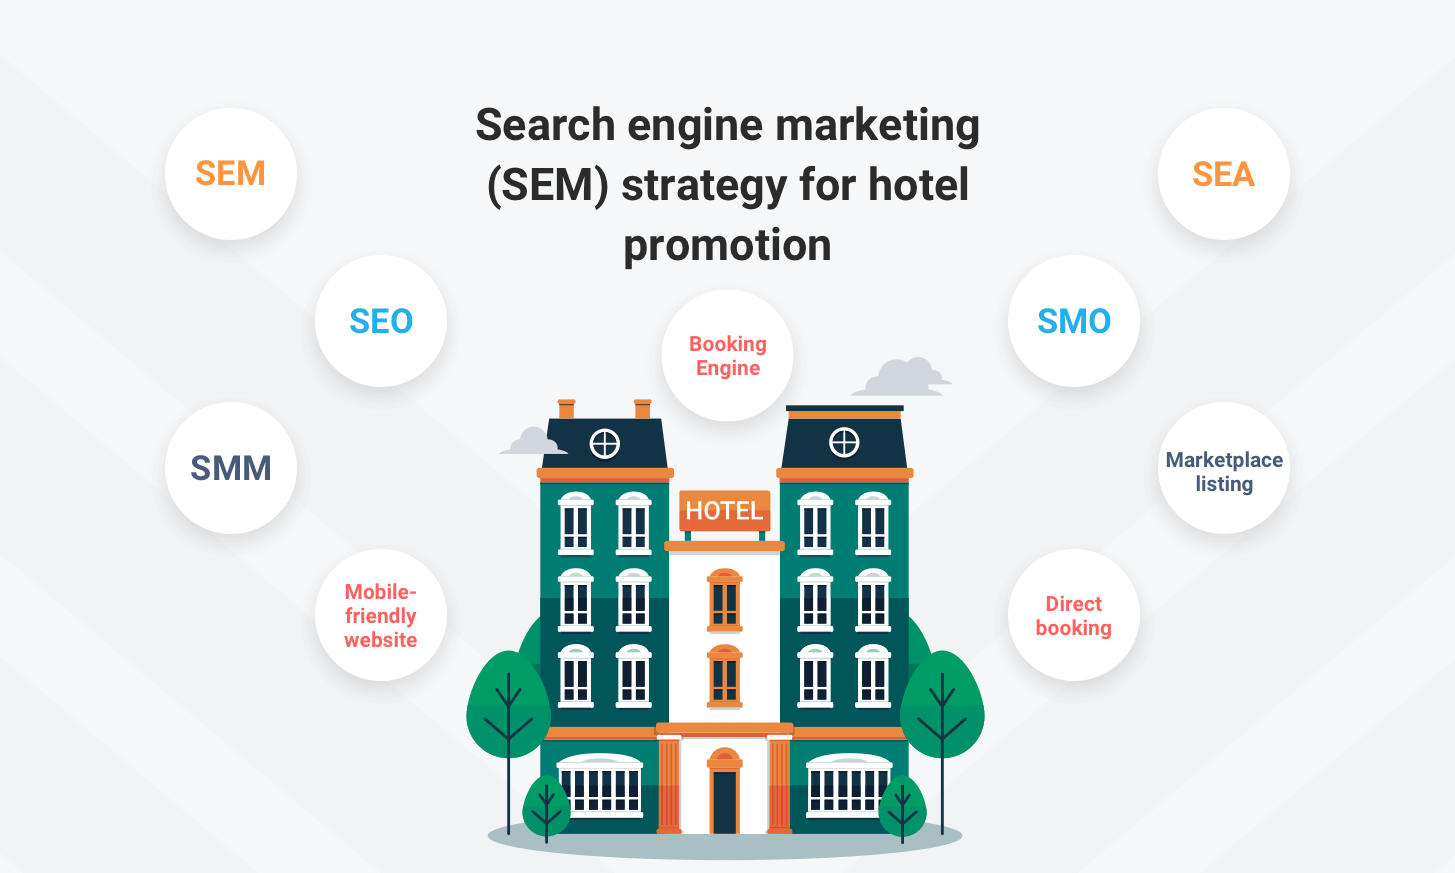 Search engine marketing
(SEM) strategy for hotel
promotion
SEM
SEA
SEO
SMO
Booking
Engine
SMM
Marketplace
listing
HOTEL
Mobile-
friendly
website
Direct
booking